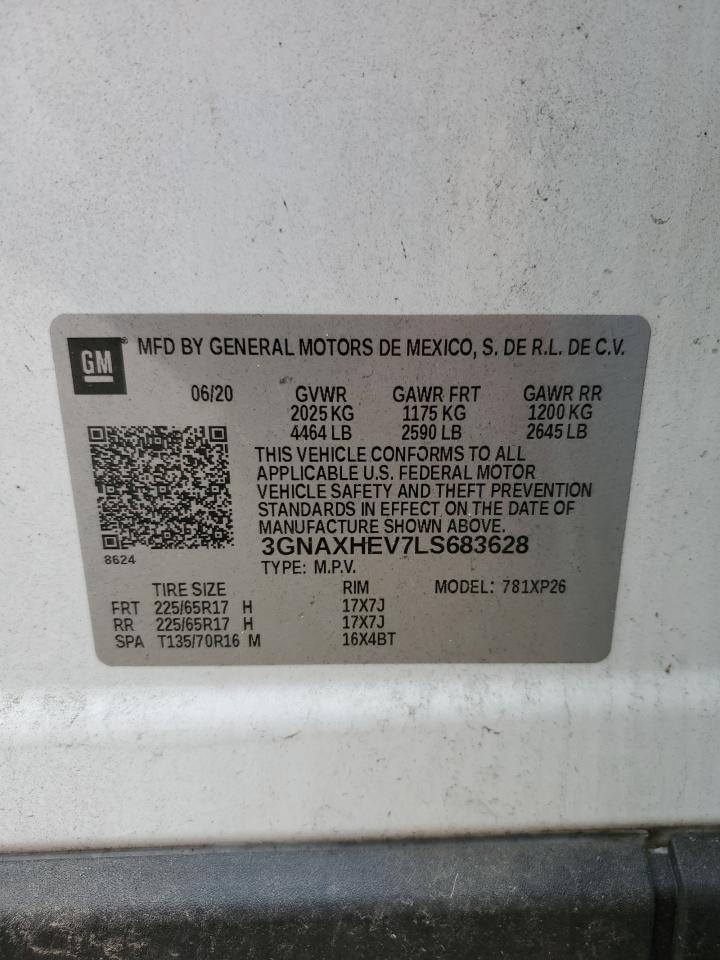 GM ® MFD BY GENERAL MOTORS DE MEXICO, S. DE R.L. DE C.V.
06/20 GVWR GAWR FRT GAWR RR
2025 KG 1175 KG 1200 KG
4464 LB 2590 LB 2645 LB
THIS VEHICLE CONFORMS TO ALL
APPLICABLE U.S. FEDERAL MOTOR
VEHICLE SAFETY AND THEFT PREVENTION
STANDARDS IN EFFECT ON THE DATE OF
MANUFACTURE SHOWN ABOVE.
8624
3GNAXHEV7LS683628
TYPE: M.P.V.
TIRE SIZE RIM MODEL: 781XP26
FRT 225/65R17 H 17X7J
RR 225/65R17 H 17X7J
SPA T135/70R16 M 16X4BT